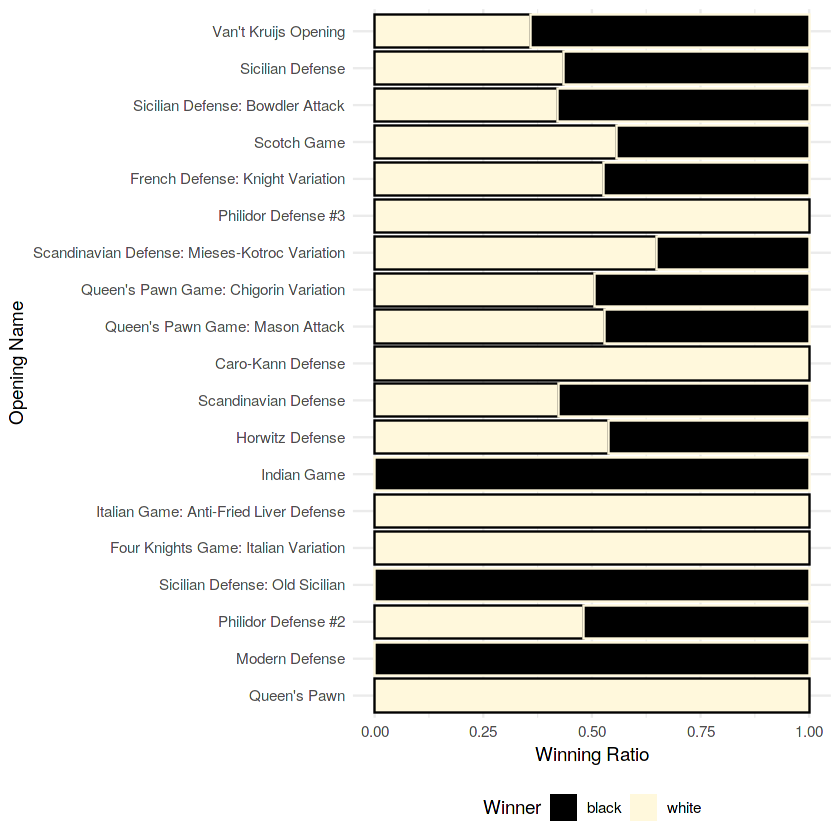 Van't Kruijs Opening
Sicilian Defense
Sicilian Defense: Bowdler Attack
Scotch Game
French Defense: Knight Variation
Philidor Defense #3
Scandinavian Defense: Mieses-Kotroc Variation
Queen's Pawn Game: Chigorin Variation
Queen's Pawn Game: Mason Attack
Caro-Kann Defense
Scandinavian Defense
Horwitz Defense
Indian Game
Italian Game: Anti-Fried Liver Defense
Four Knights Game: Italian Variation
Sicilian Defense: Old Sicilian
Philidor Defense #2
Modern Defense
Queen's Pawn
Opening Name
0.00 0.25 0.50 0.75 1.00
Winning Ratio
Winner black white